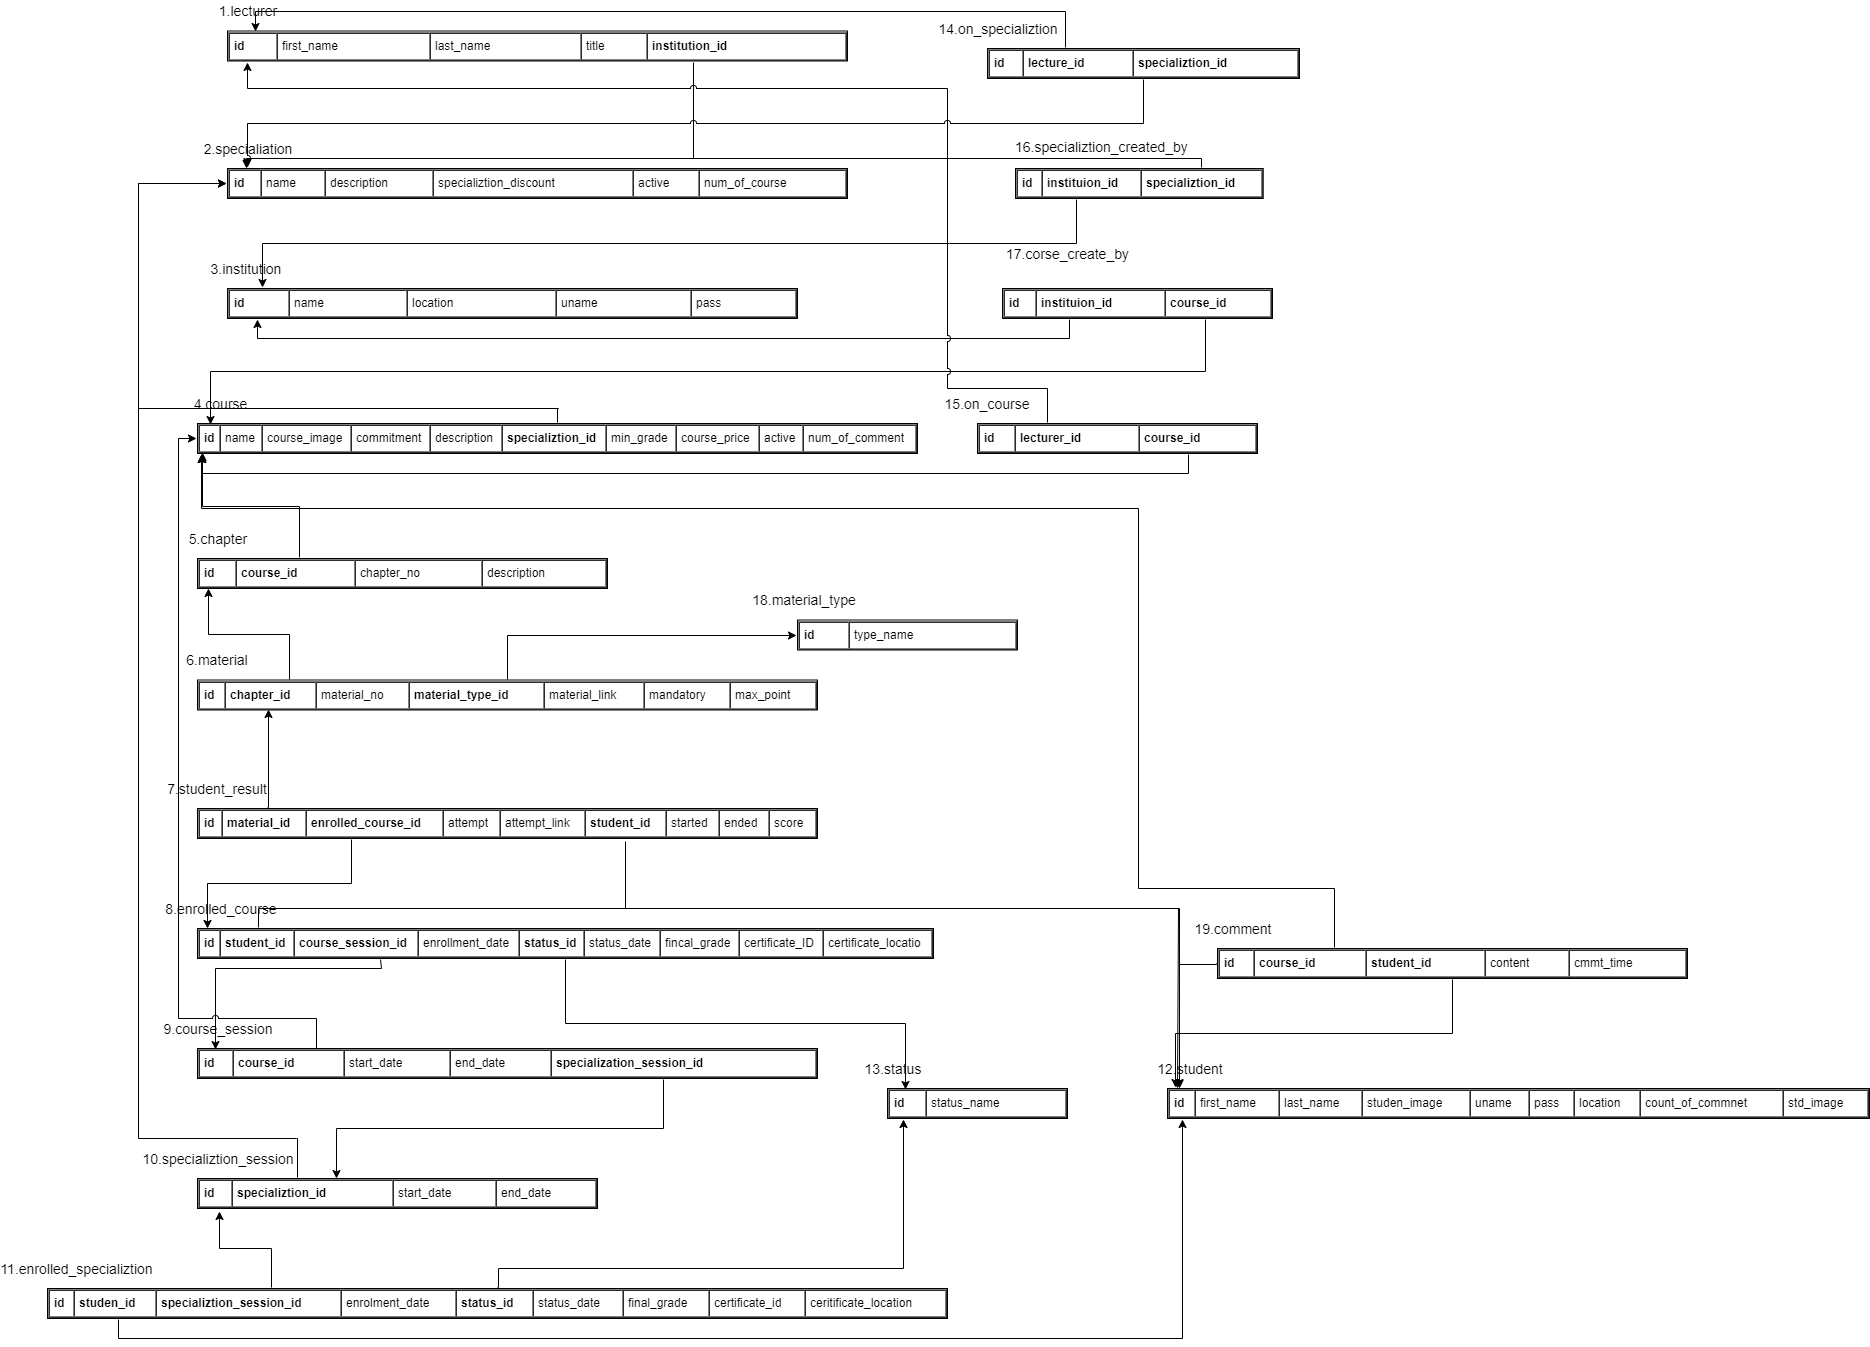 1.lecturer
id first_name last_name title institution_id
14.on_specializtion
id lecture_id specializtion_id
2.specialiation
id name description specializtion_discount active num_of_course
16.specializtion_created_by
id instituion_id specializtion_id
3.institution
id name location uname pass
17.corse_create_by
id instituion_id course_id
4.course
id name course_image commitment description specializtion_id min_grade course_price active num_of_comment
15.on_course
id lecturer_id course_id
5.chapter
id course_id chapter_no description
18.material_type
id type_name
6.material
id chapter_id material_no material_type_id material_link mandatory max_point
7.student_result
id material_id enrolled_course_id attempt attempt_link student_id started ended score
8.enrolled_course
id student_id course_session_id enrollment_date status_id status_date fincal_grade certificate_ID certificate_locatio
19.comment
id course_id student_id content cmmt_time
9.course_session
id course_id start_date end_date specialization_session_id
13.status
id status_name
12.student
id first_name last_name studen_image uname pass location count_of_commnet std_image
10.specializtion_session
id specializtion_id start_date end_date
11.enrolled_specializtion
id studen_id specializtion_session_id enrolment_date status_id status_date final_grade certificate_id ceritificate_location